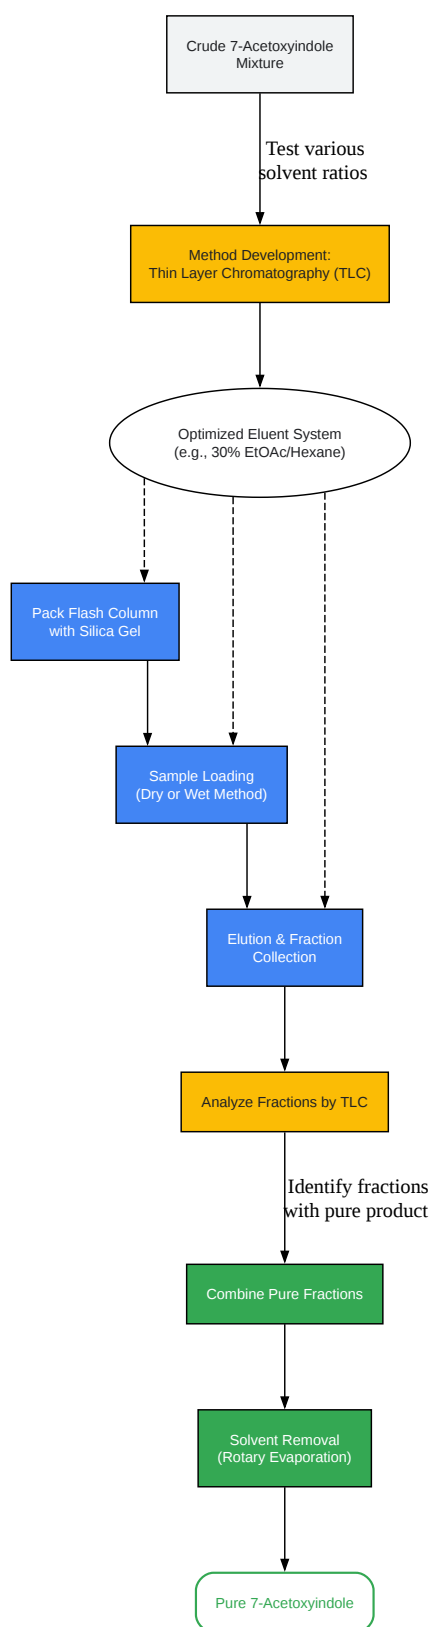 Crude 7-Acetoxyindole
Mixture
Test various
solvent ratios
Method Development:
Thin Layer Chromatography (TLC)
Optimized Eluent System
(e.g., 30% EtOAc/Hexane)
Pack Flash Column
with Silica Gel
Sample Loading
(Dry or Wet Method)
Elution & Fraction
Collection
Analyze Fractions by TLC
Identify fractions
with pure product
Combine Pure Fractions
Solvent Removal
(Rotary Evaporation)
Pure 7-Acetoxyindole